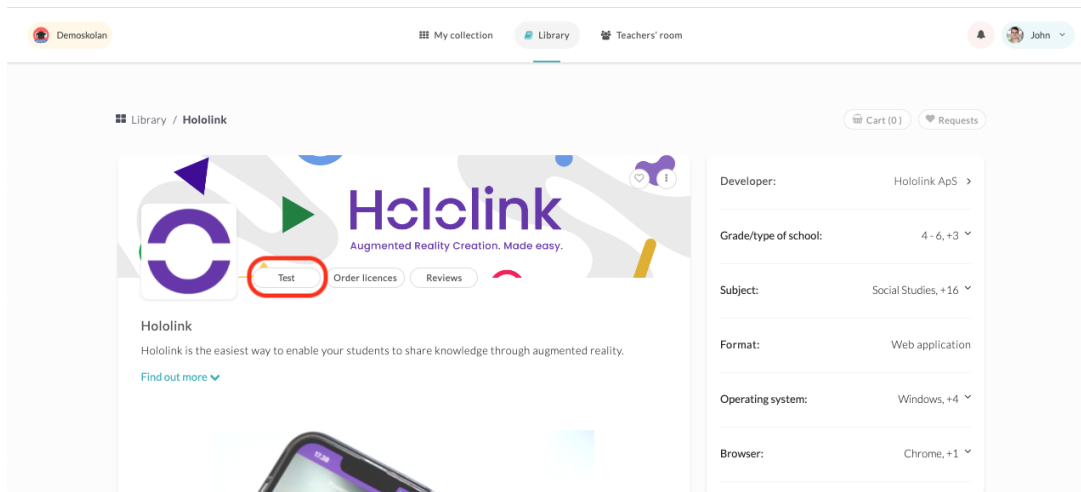 Demoskolan
My collection
Library
Teachers' room
John
Library / Hololink
Cart (0)
Requests
Hololink
Augmented Reality Creation. Made easy.
Test
Order licences
Reviews
Hololink
Hololink is the easiest way to enable your students to share knowledge through augmented reality.
Find out more
17.38
Developer: Hololink ApS
Grade/type of school: 4 - 6, +3
Subject: Social Studies, +16
Format: Web application
Operating system: Windows, +4
Browser: Chrome, +1